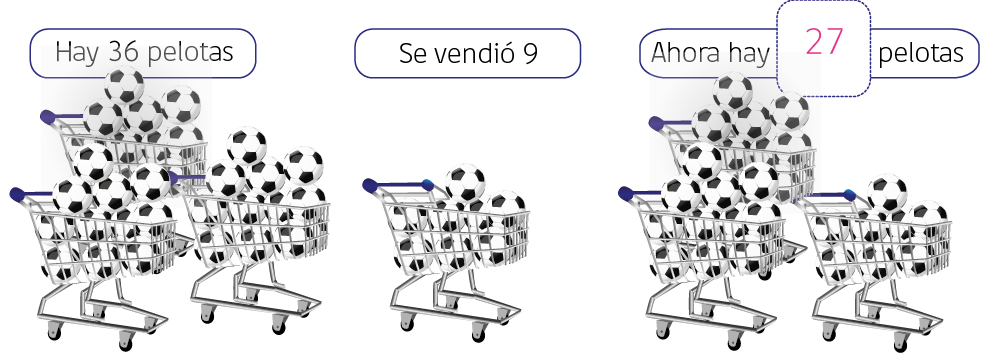 Hay 36 pelotas
Se vendió 9
Ahora hay 27 pelotas